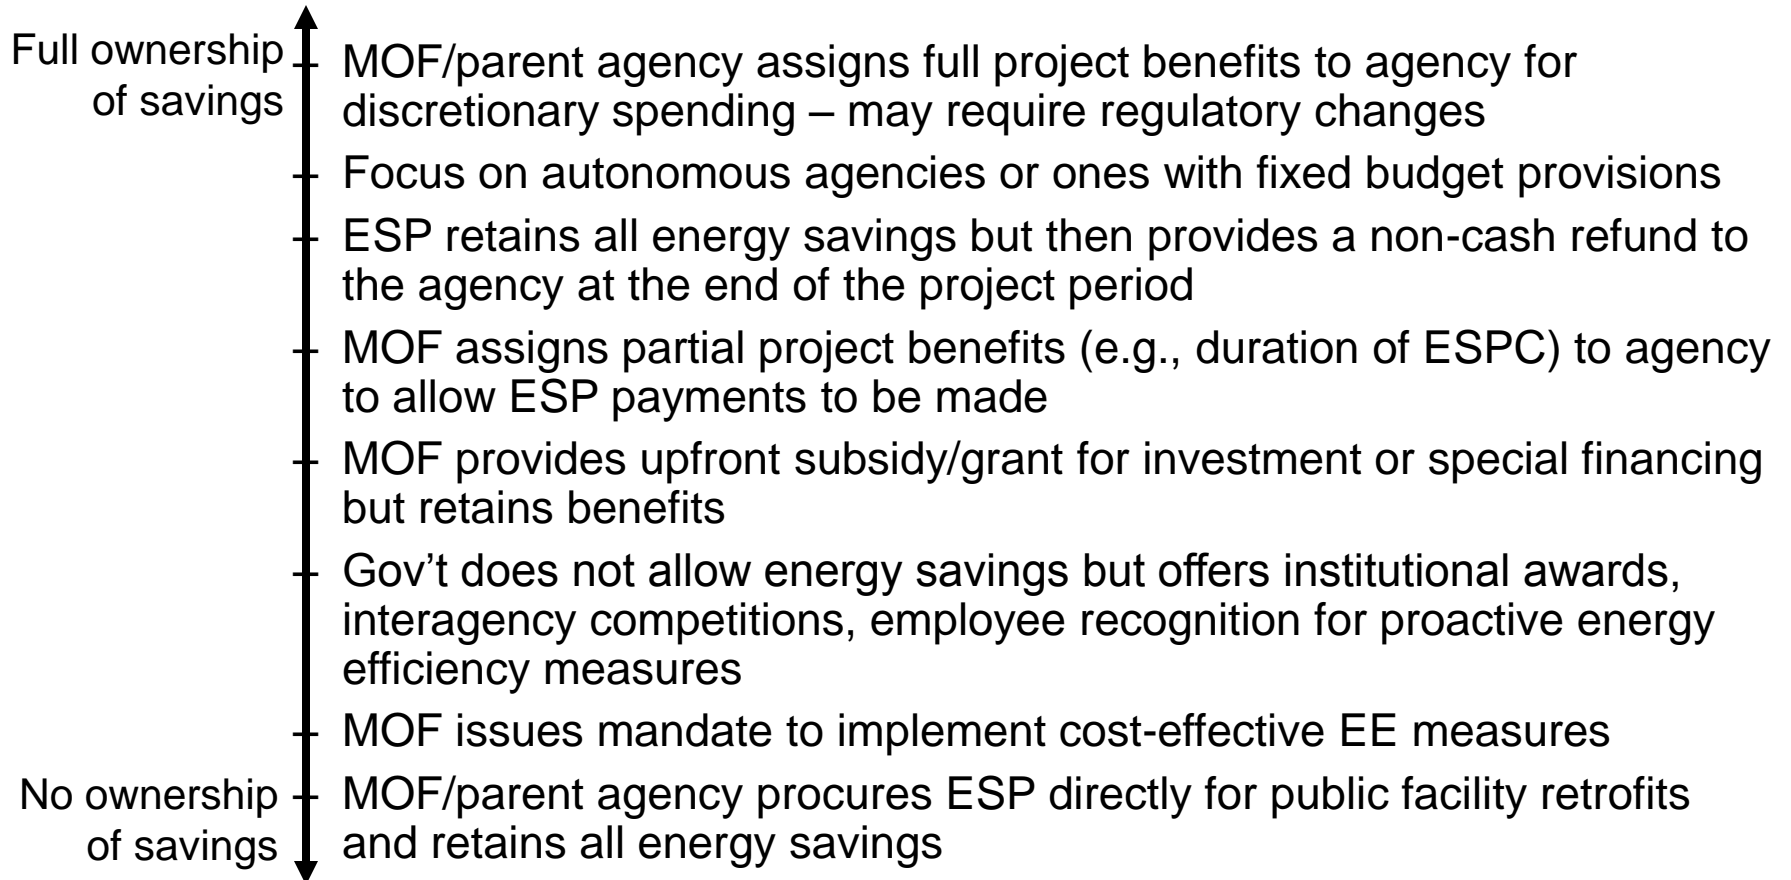 Full ownership
of savings
MOF/parent agency assigns full project benefits to agency for
discretionary spending – may require regulatory changes
Focus on autonomous agencies or ones with fixed budget provisions
ESP retains all energy savings but then provides a non-cash refund to
the agency at the end of the project period
MOF assigns partial project benefits (e.g., duration of ESPC) to agency
to allow ESP payments to be made
MOF provides upfront subsidy/grant for investment or special financing
but retains benefits
Gov’t does not allow energy savings but offers institutional awards,
interagency competitions, employee recognition for proactive energy
efficiency measures
MOF issues mandate to implement cost-effective EE measures
No ownership
of savings
MOF/parent agency procures ESP directly for public facility retrofits
and retains all energy savings